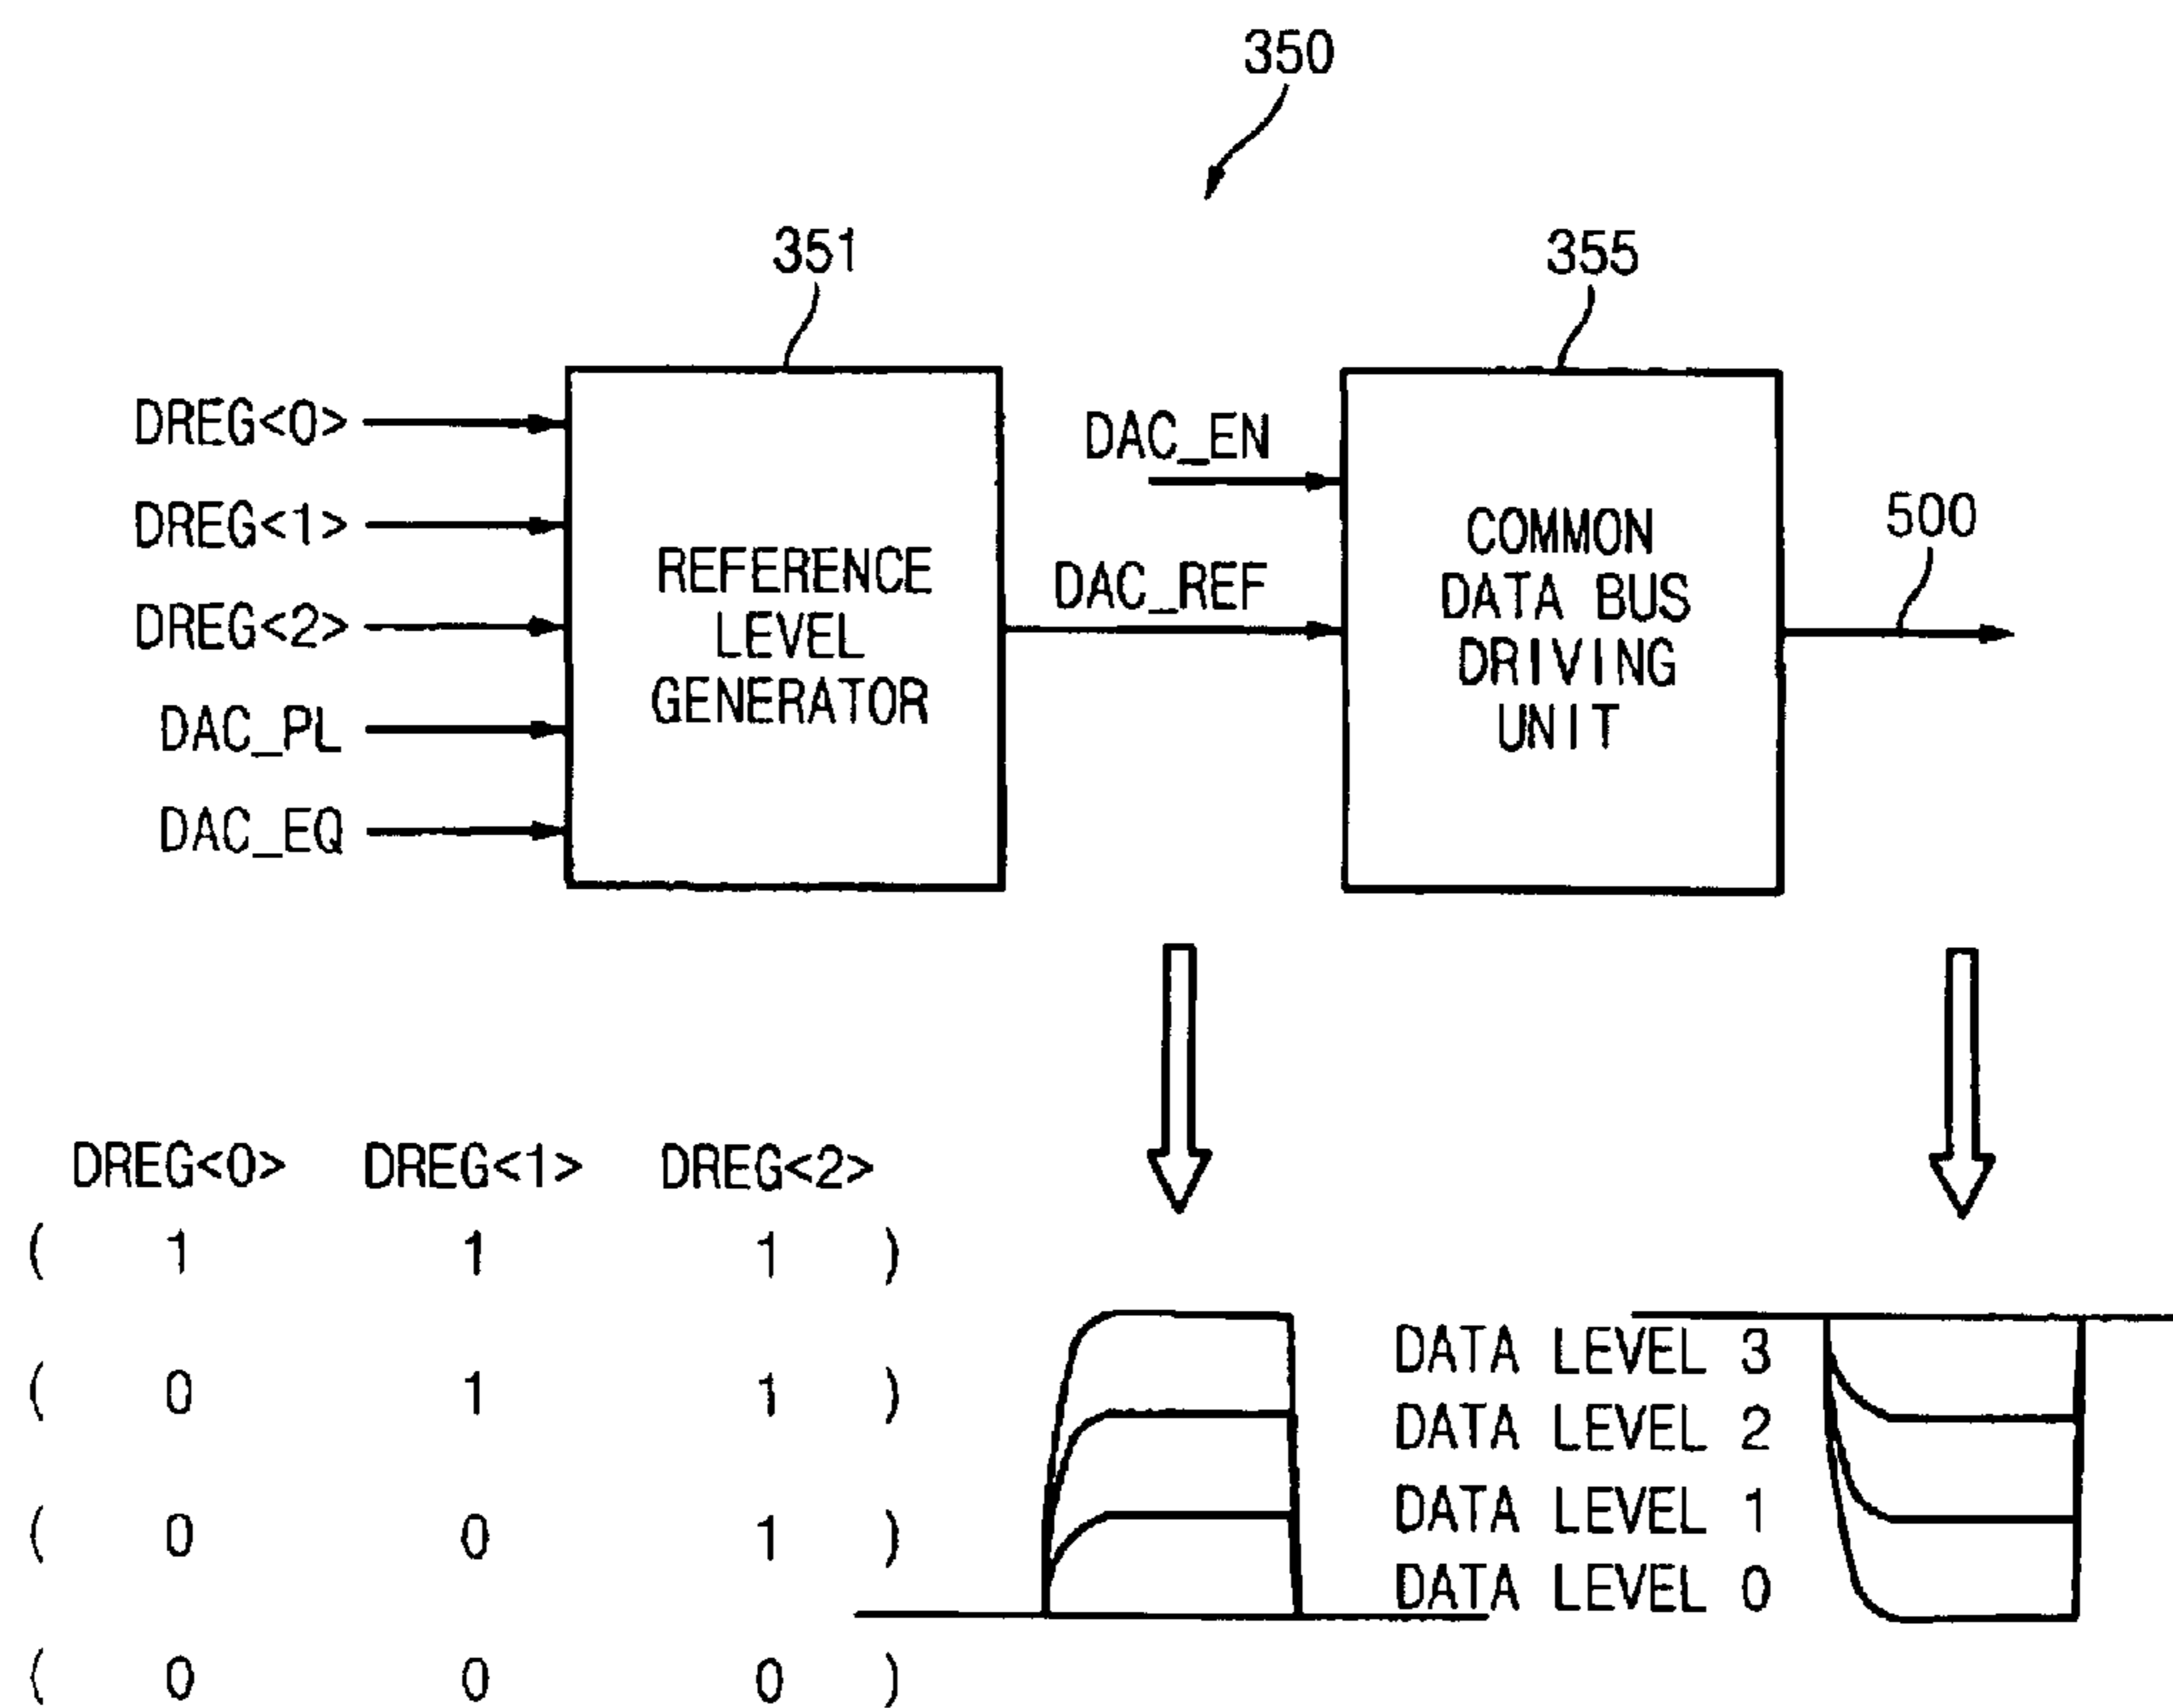 350
351
355
DREG<0>
DREG<1>
DREG<2>
DAC_PL
DAC_EQ
REFERENCE
LEVEL
GENERATOR
DAC_EN
DAC_REF
COMMON
DATA BUS
DRIVING
UNIT
500
DREG<0> DREG<1> DREG<2>
( 1 1 1 )
( 0 1 1 )
( 0 0 1 )
( 0 0 0 )
DATA LEVEL 3
DATA LEVEL 2
DATA LEVEL 1
DATA LEVEL 0